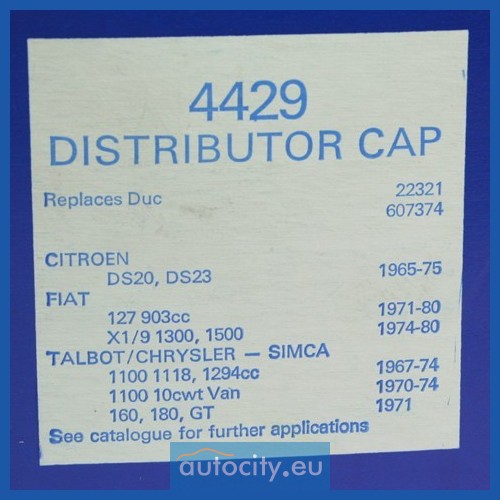 4429
DISTRIBUTOR CAP
Replaces Duc 22321
607374
CITROEN
DS20, DS23 1965-75
FIAT
127 903cc 1971-80
X1/9 1300, 1500 1974-80
TALBOT/CHRYSLER — SIMCA
1100 1118, 1294cc 1967-74
1100 10cwt Van 1970-74
160, 180, GT 1971
See catalogue for further applications
autocity.eu